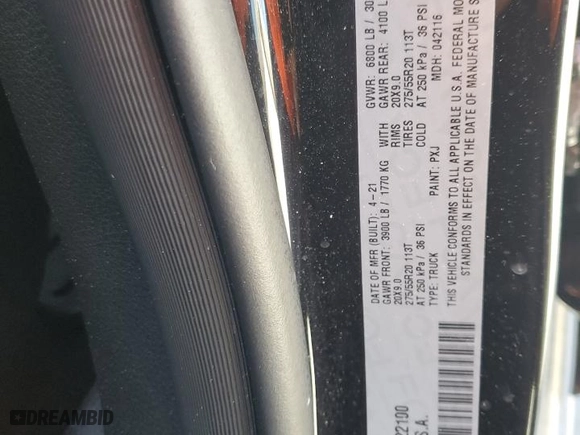 DATE OF MFR (BUILT): 4-21 GVWR: 6800 LB / 30
GAWR FRONT: 3900 LB / 1770 KG WITH GAWR REAR: 4100 L
20X9.0 RIMS 20X9.0
275/55R20 113T TIRES 275/55R20 113T
AT 250 kPa / 36 PSI COLD AT 250 kPa / 36 PSI
TYPE: TRUCK PAINT: PXJ MDH: 042116
THIS VEHICLE CONFORMS TO ALL APPLICABLE U.S.A. FEDERAL MO
STANDARDS IN EFFECT ON THE DATE OF MANUFACTURE S
2100
S.A.
DREAMBID